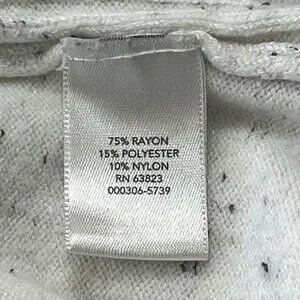 75% RAYON
15% POLYESTER
10% NYLON
RN 63823
000306-5739